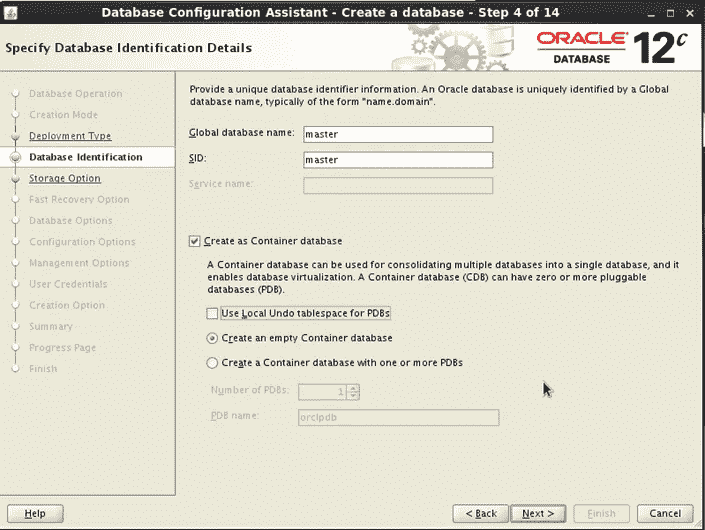 Database Configuration Assistant - Create a database - Step 4 of 14
Specify Database Identification Details
ORACLE
DATABASE
12c
Database Operation
Creation Mode
Deployment Type
Database Identification
Storage Option
Fast Recovery Option
Database Options
Configuration Options
Management Options
User Credentials
Creation Option
Summary
Progress Page
Finish
Provide a unique database identifier information. An Oracle database is uniquely identified by a Global
database name, typically of the form "name.domain".
Global database name: master
SID: master
Service name:
Create as Container database
A Container database can be used for consolidating multiple databases into a single database, and it
enables database virtualization. A Container database (CDB) can have zero or more pluggable
databases (PDB).
Use Local Undo tablespace for PDBs
Create an empty Container database
Create a Container database with one or more PDBs
Number of PDBs: 1
PDB name: orclpdb
Help
< Back
Next >
Finish
Cancel